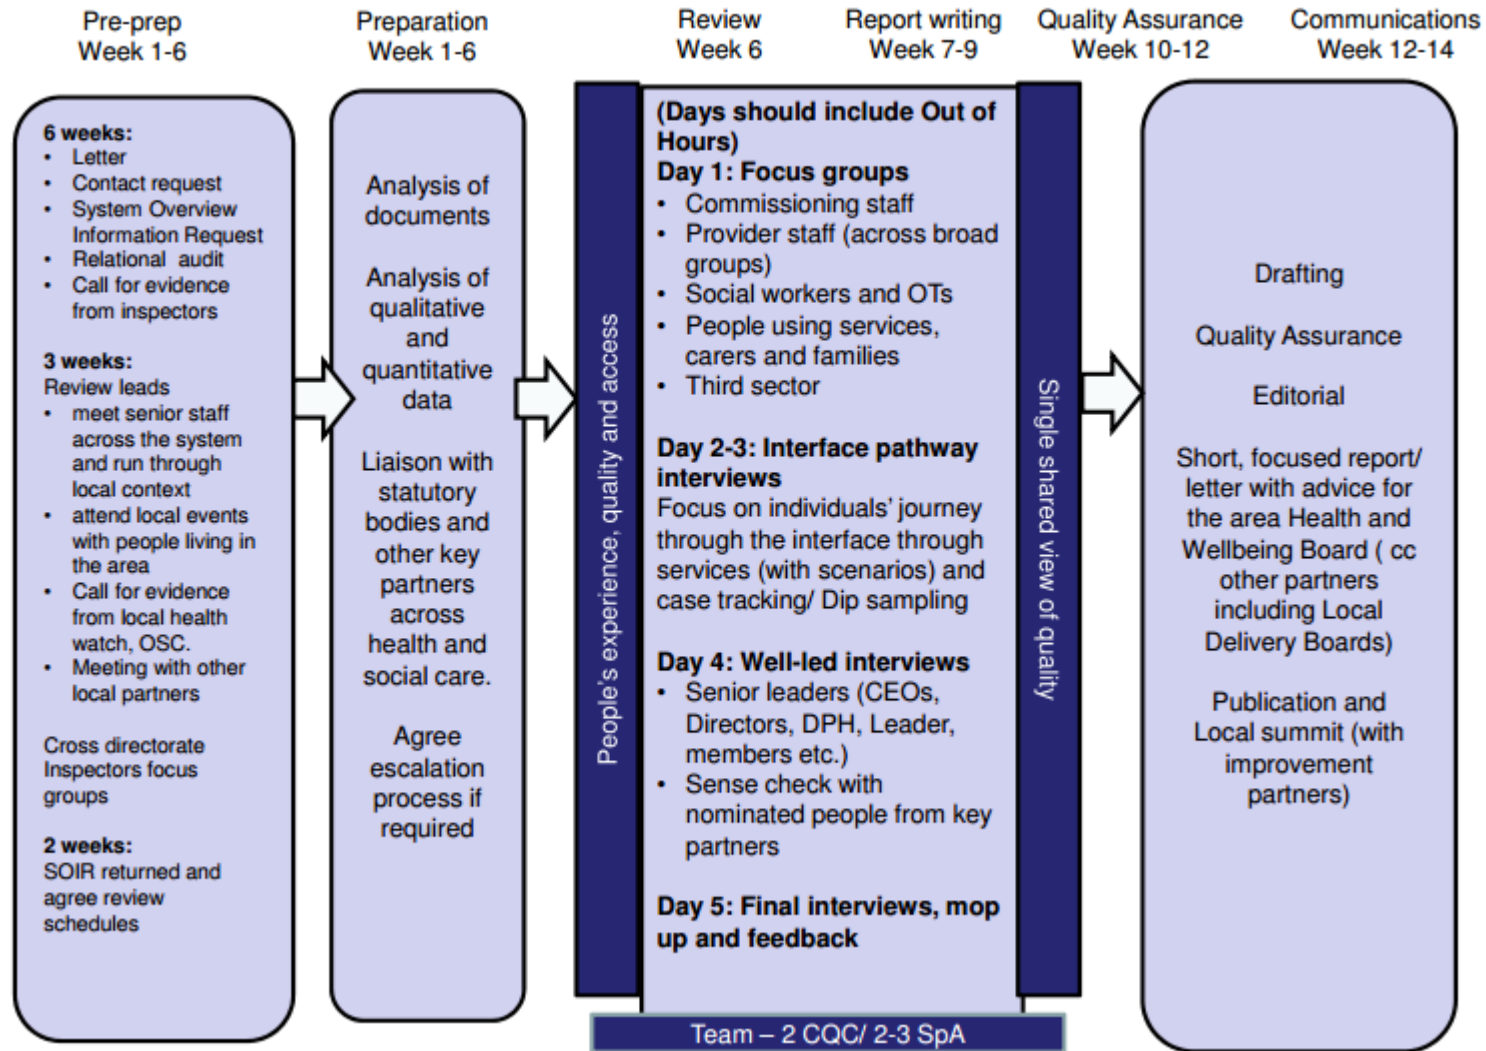 Pre-prep
Week 1-6
Preparation
Week 1-6
Review
Week 6
Report writing
Week 7-9
Quality Assurance
Week 10-12
Communications
Week 12-14
6 weeks:
• Letter
• Contact request
• System Overview
Information Request
• Relational audit
• Call for evidence
from inspectors
3 weeks:
Review leads
• meet senior staff
across the system
and run through
local context
• attend local events
with people living in
the area
• Call for evidence
from local health
watch, OSC.
• Meeting with other
local partners
Cross directorate
Inspectors focus
groups
2 weeks:
SOIR returned and
agree review
schedules
Analysis of
documents
Analysis of
qualitative
and
quantitative
data
Liaison with
statutory
bodies and
other key
partners
across
health and
social care.
Agree
escalation
process if
required
People's experience, quality and access
(Days should include Out of
Hours)
Day 1: Focus groups
• Commissioning staff
• Provider staff (across broad
groups)
• Social workers and OTs
• People using services,
carers and families
• Third sector
Day 2-3: Interface pathway
interviews
Focus on individuals' journey
through the interface through
services (with scenarios) and
case tracking/ Dip sampling
Day 4: Well-led interviews
• Senior leaders (CEOs,
Directors, DPH, Leader,
members etc.)
• Sense check with
nominated people from key
partners
Day 5: Final interviews, mop
up and feedback
Single shared view of quality
Drafting
Quality Assurance
Editorial
Short, focused report/
letter with advice for
the area Health and
Wellbeing Board ( cc
other partners
including Local
Delivery Boards)
Publication and
Local summit (with
improvement
partners)
Team – 2 CQC/ 2-3 SpA